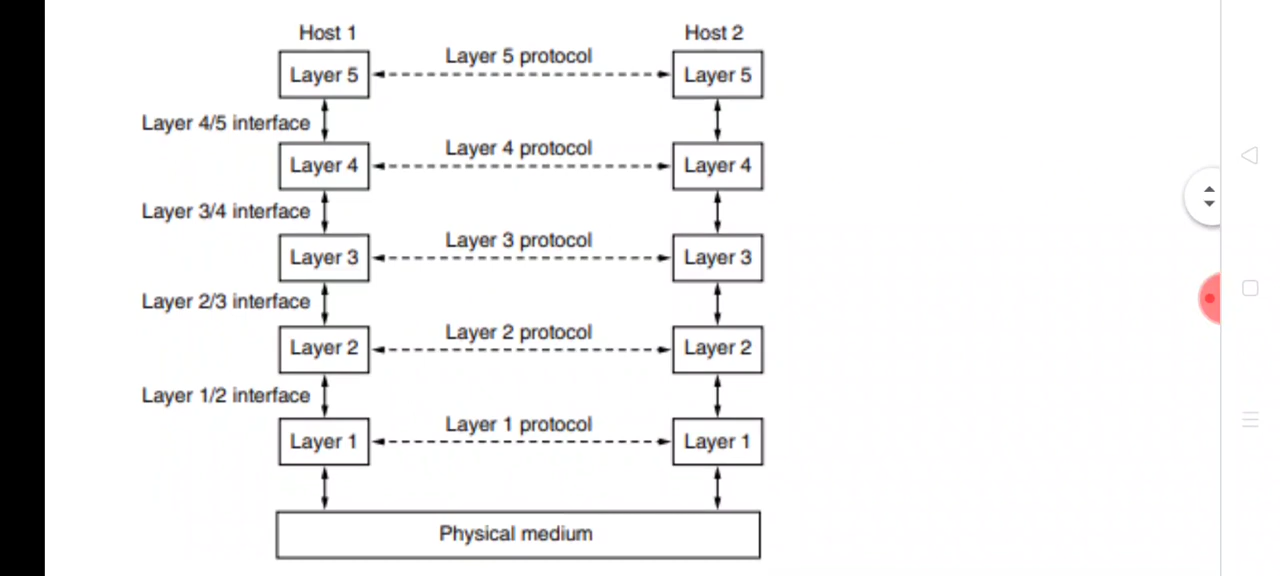 Host 1 Host 2
Layer 5 protocol
Layer 5 Layer 5
Layer 4/5 interface
Layer 4 protocol
Layer 4 Layer 4
Layer 3/4 interface
Layer 3 protocol
Layer 3 Layer 3
Layer 2/3 interface
Layer 2 protocol
Layer 2 Layer 2
Layer 1/2 interface
Layer 1 protocol
Layer 1 Layer 1
Physical medium